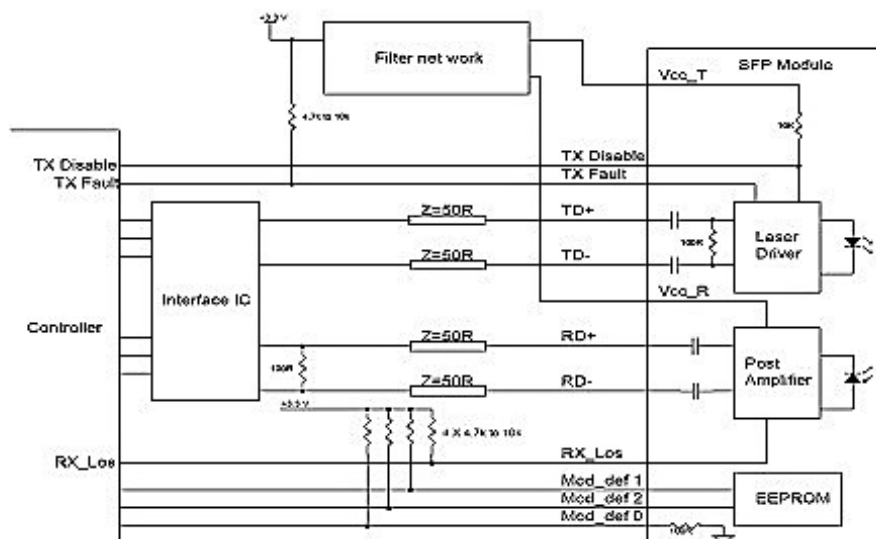 +3.3 V
Filter net work
SFP Module
Vcc_T
4.7k to 10k
10K
TX Disable
TX Disable
TX Fault
TX Fault
Z=50R
TD+
100R
Laser
Driver
Z=50R
TD-
Interface IC
Vcc_R
Controller
Z=50R
RD+
Post
Amplifier
Z=50R
RD-
+3.3 V
4 X 4.7k to 10k
RX_Los
RX_Los
Mod_def 1
Mod_def 2
EEPROM
Mod_def 0